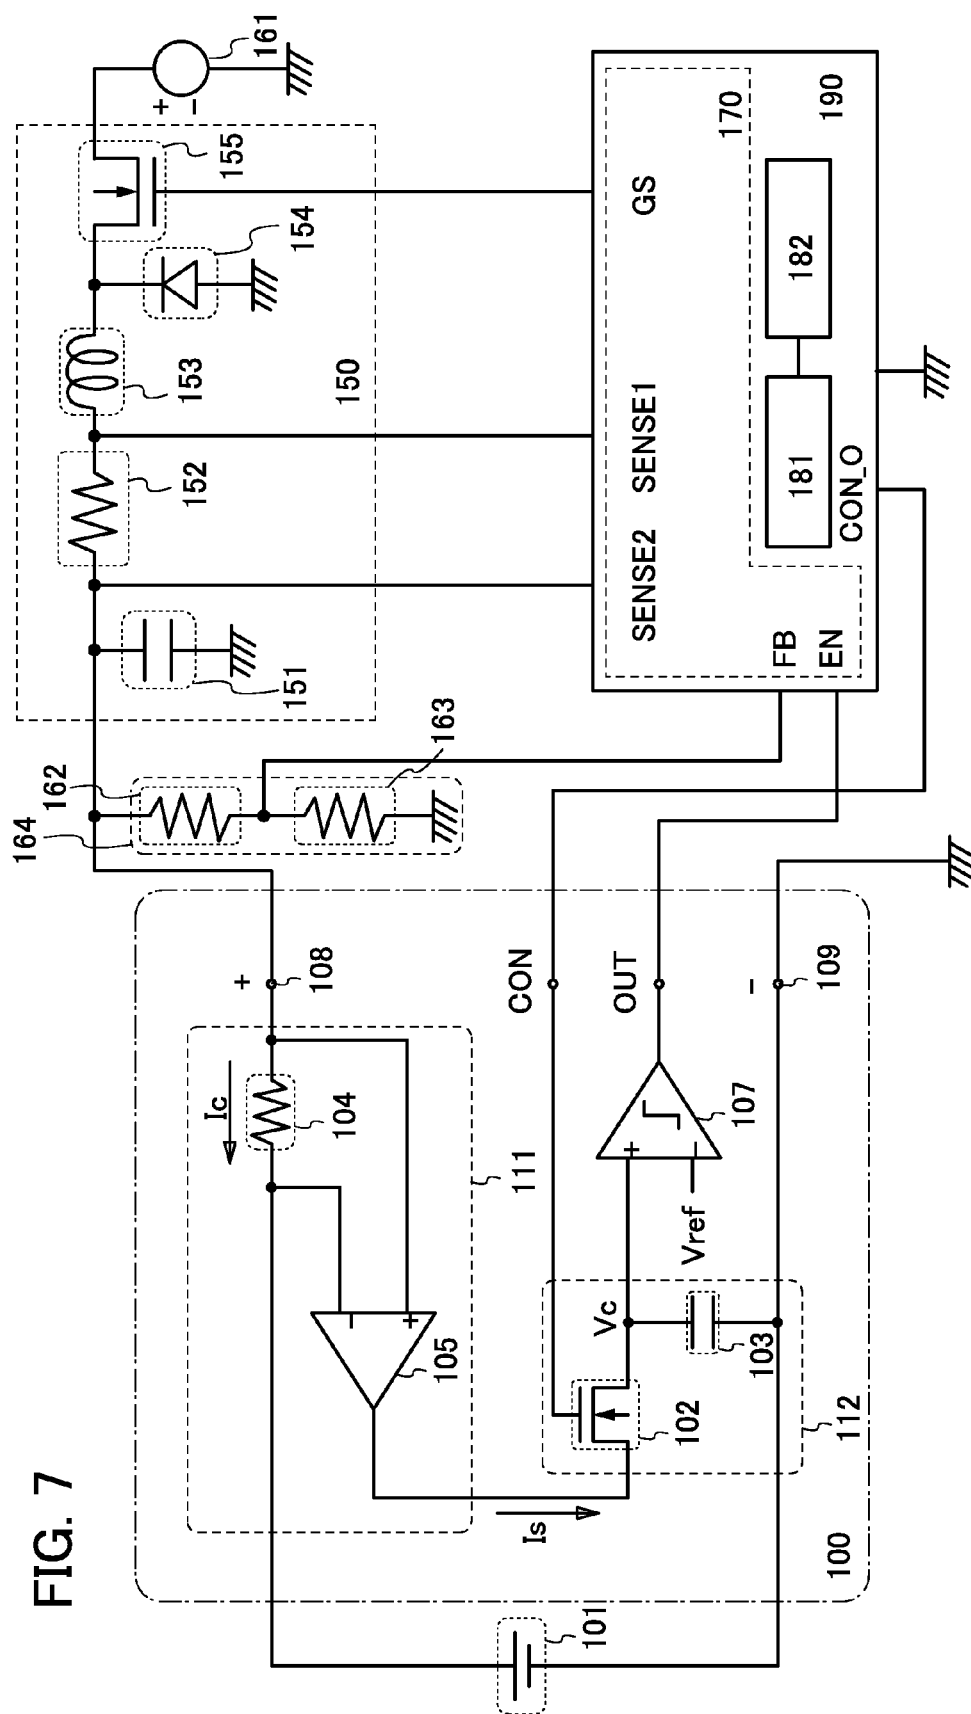 FIG. 7
164
162
163
151
152
153
150
154
155
161
+
-
SENSE2
SENSE1
GS
170
190
FB
EN
181
182
CON_O
+
108
CON
OUT
-
109
Ic
104
111
-
+
105
Is
Vc
102
103
112
+
-
Vref
107
100
101